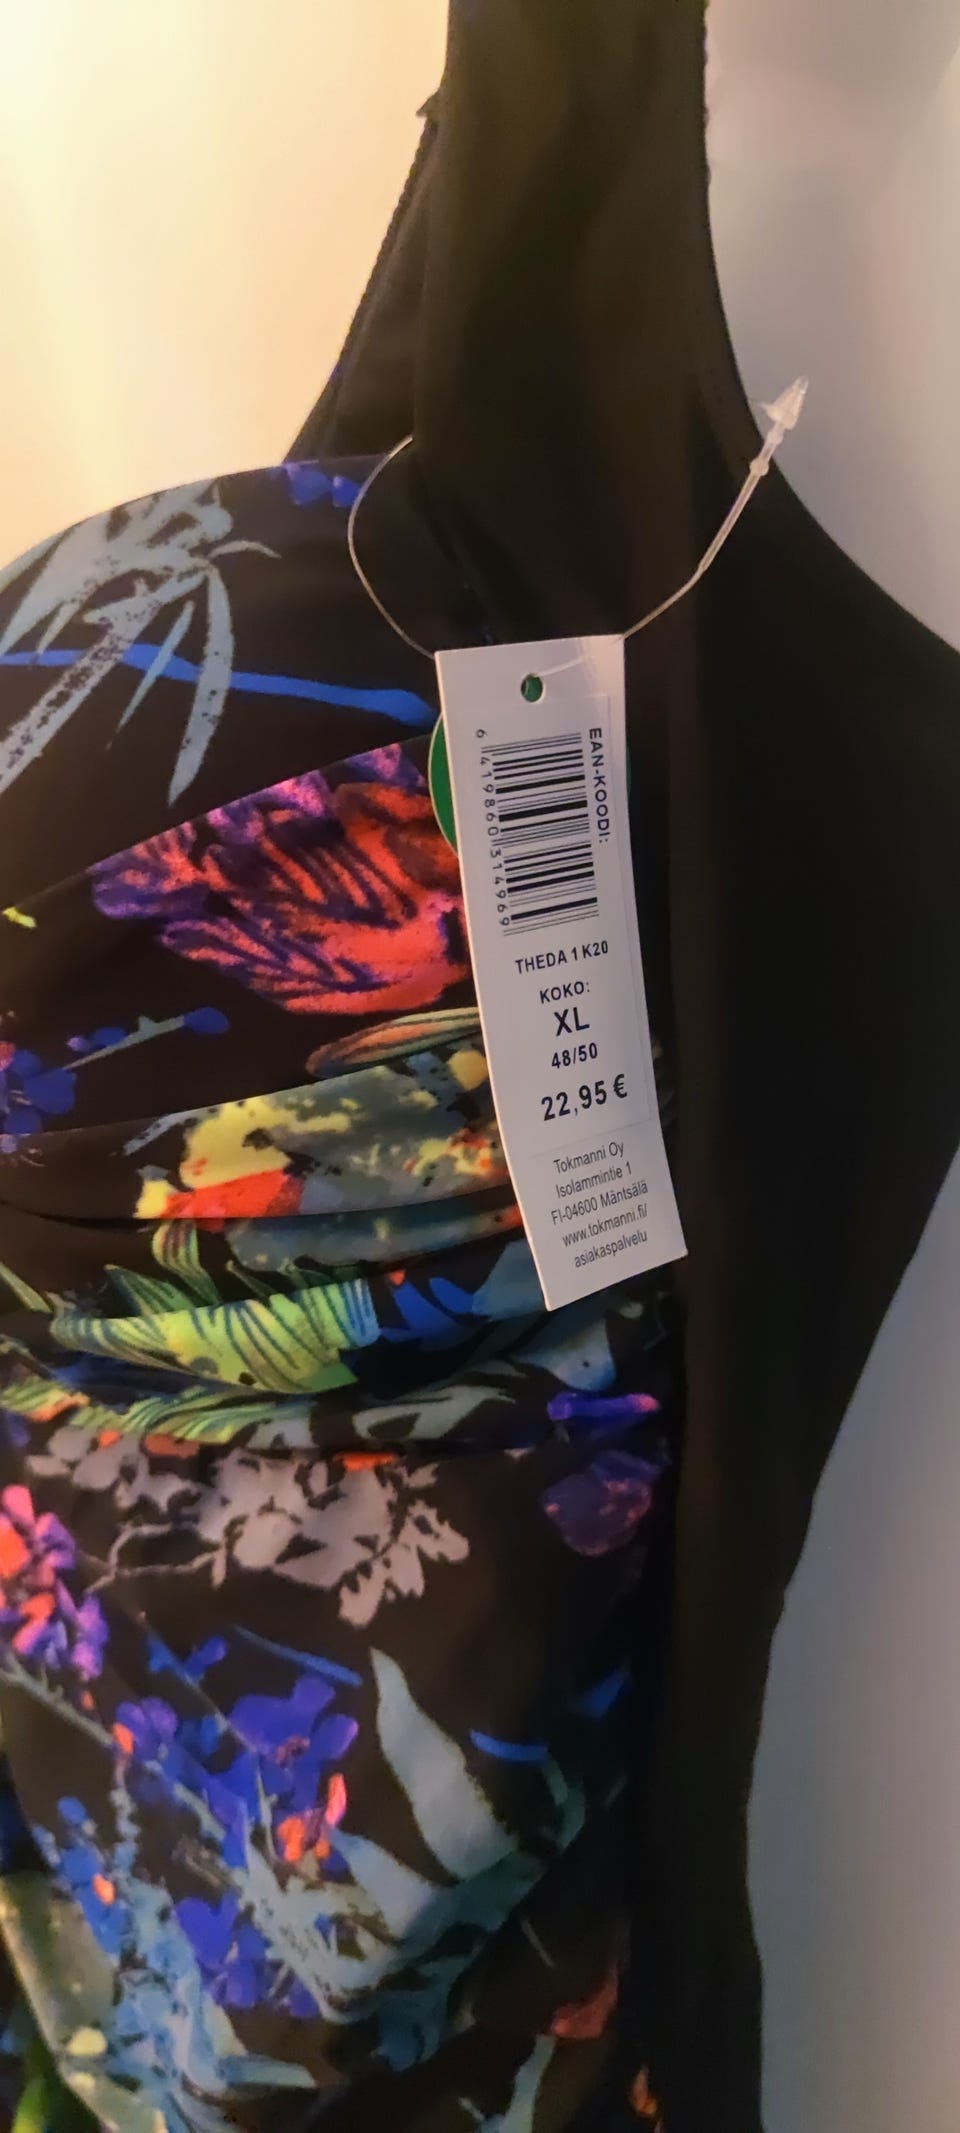 EAN-KOODI:
6 419860 314969
THEDA 1 K20
KOKO:
XL
48/50
22,95 €
Tokmanni Oy
Isolammintie 1
FI-04600 Mäntsälä
www.tokmanni.fi/
asiakaspalvelu